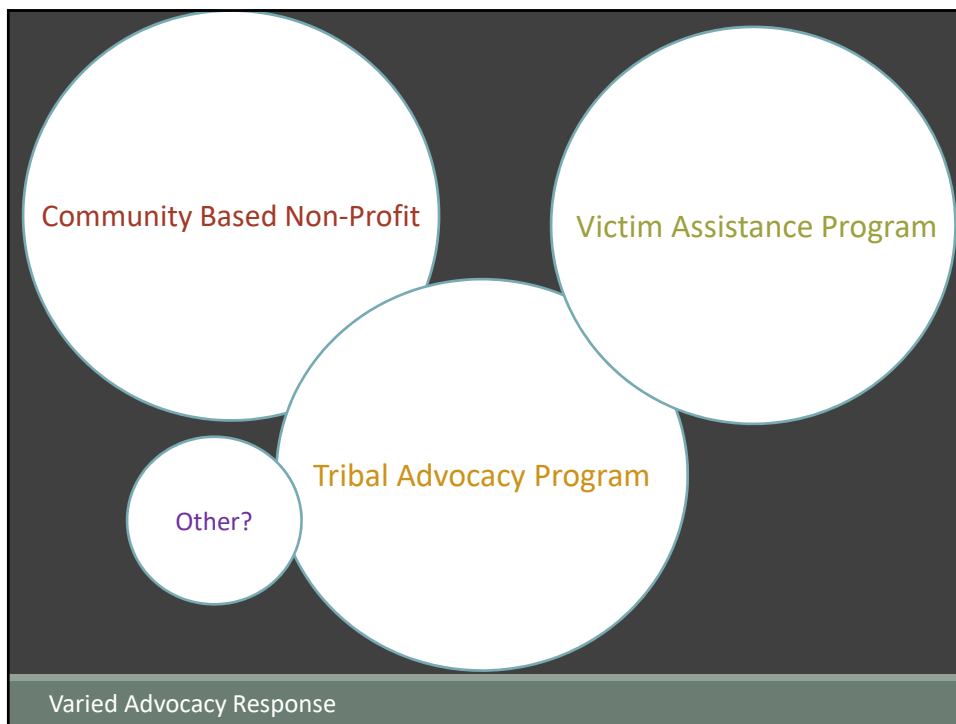 Community Based Non-Profit
Victim Assistance Program
Tribal Advocacy Program
Other?
Varied Advocacy Response